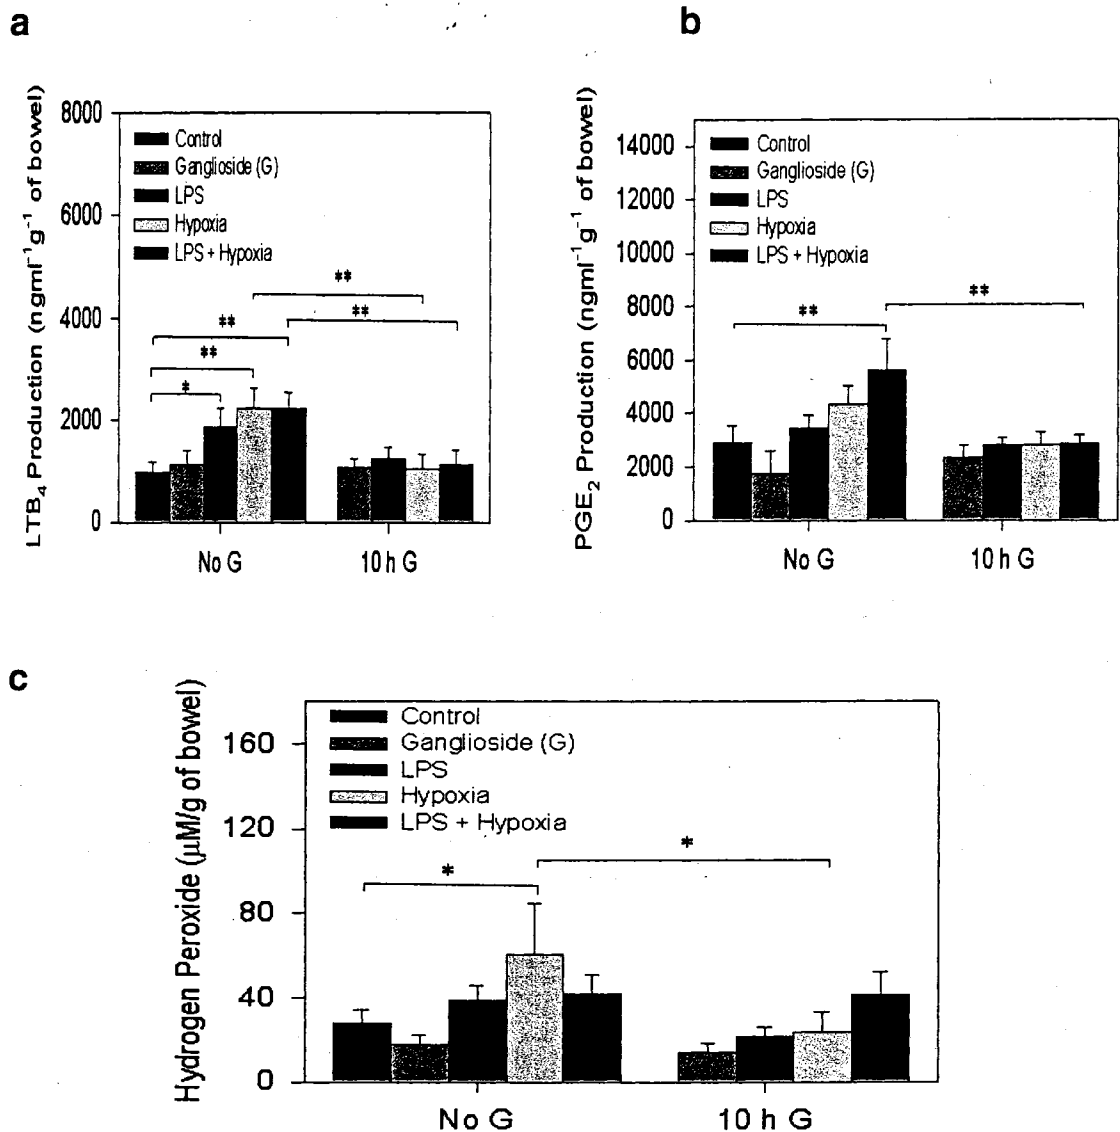 a
LTB4 Production (ngml⁻¹g⁻¹ of bowel)
8000
6000
4000
2000
0
Control
Ganglioside (G)
LPS
Hypoxia
LPS + Hypoxia
**
**
**
**
*
No G 10 h G
b
PGE2 Production (ngml⁻¹g⁻¹ of bowel)
14000
12000
10000
8000
6000
4000
2000
0
Control
Ganglioside (G)
LPS
Hypoxia
LPS + Hypoxia
**
**
No G 10 h G
c
Hydrogen Peroxide (µM/g of bowel)
160
120
80
40
0
Control
Ganglioside (G)
LPS
Hypoxia
LPS + Hypoxia
*
*
No G 10 h G